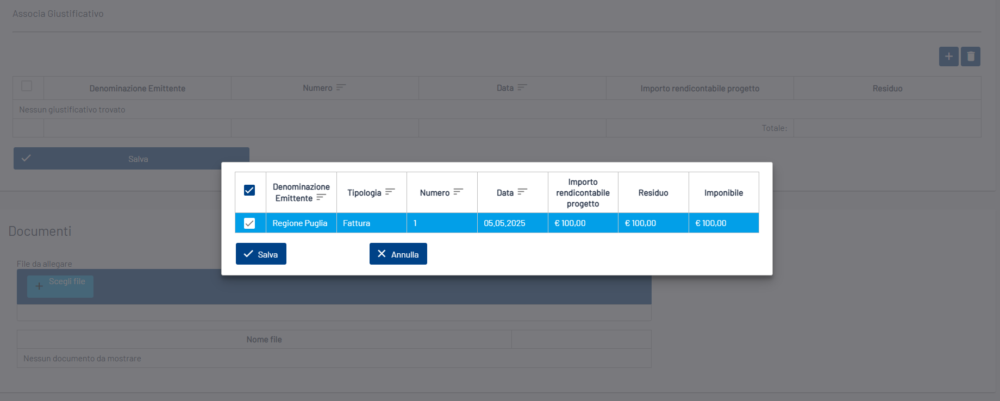 Associa Giustificativo
Denominazione Emittente Numero Data Importo rendicontabile progetto Residuo
Nessun giustificativo trovato
Totale:
Salva
Denominazione Emittente Tipologia Numero Data Importo rendicontabile progetto Residuo Imponibile
Regione Puglia Fattura 1 05.05.2025 € 100,00 € 100,00 € 100,00
Salva Annulla
Documenti
File da allegare
Scegli file
Nome file
Nessun documento da mostrare